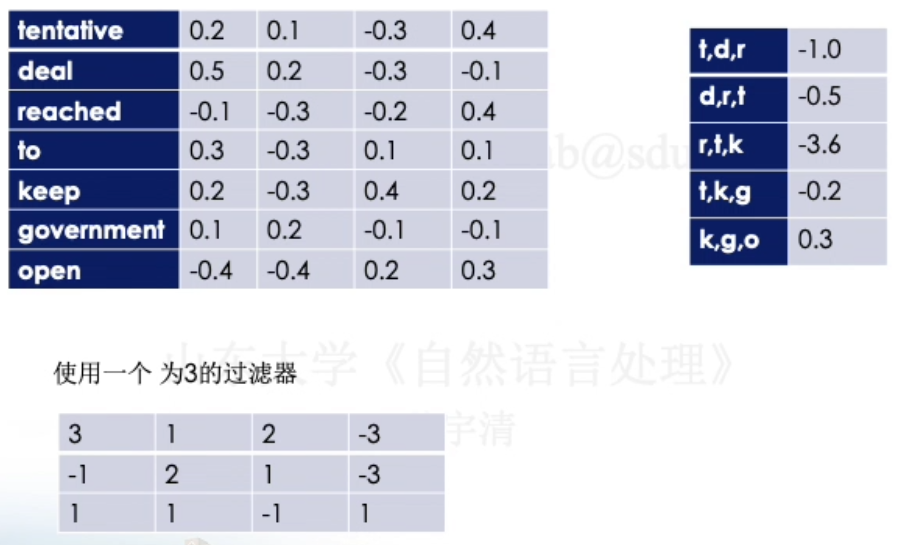 tentative 0.2 0.1 -0.3 0.4
deal 0.5 0.2 -0.3 -0.1
reached -0.1 -0.3 -0.2 0.4
to 0.3 -0.3 0.1 0.1
keep 0.2 -0.3 0.4 0.2
government 0.1 0.2 -0.1 -0.1
open -0.4 -0.4 0.2 0.3
t,d,r -1.0
d,r,t -0.5
r,t,k -3.6
t,k,g -0.2
k,g,o 0.3
b@sdu
山东大学《自然语言处理》
宇清
使用一个 为3的过滤器
3 1 2 -3
-1 2 1 -3
1 1 -1 1